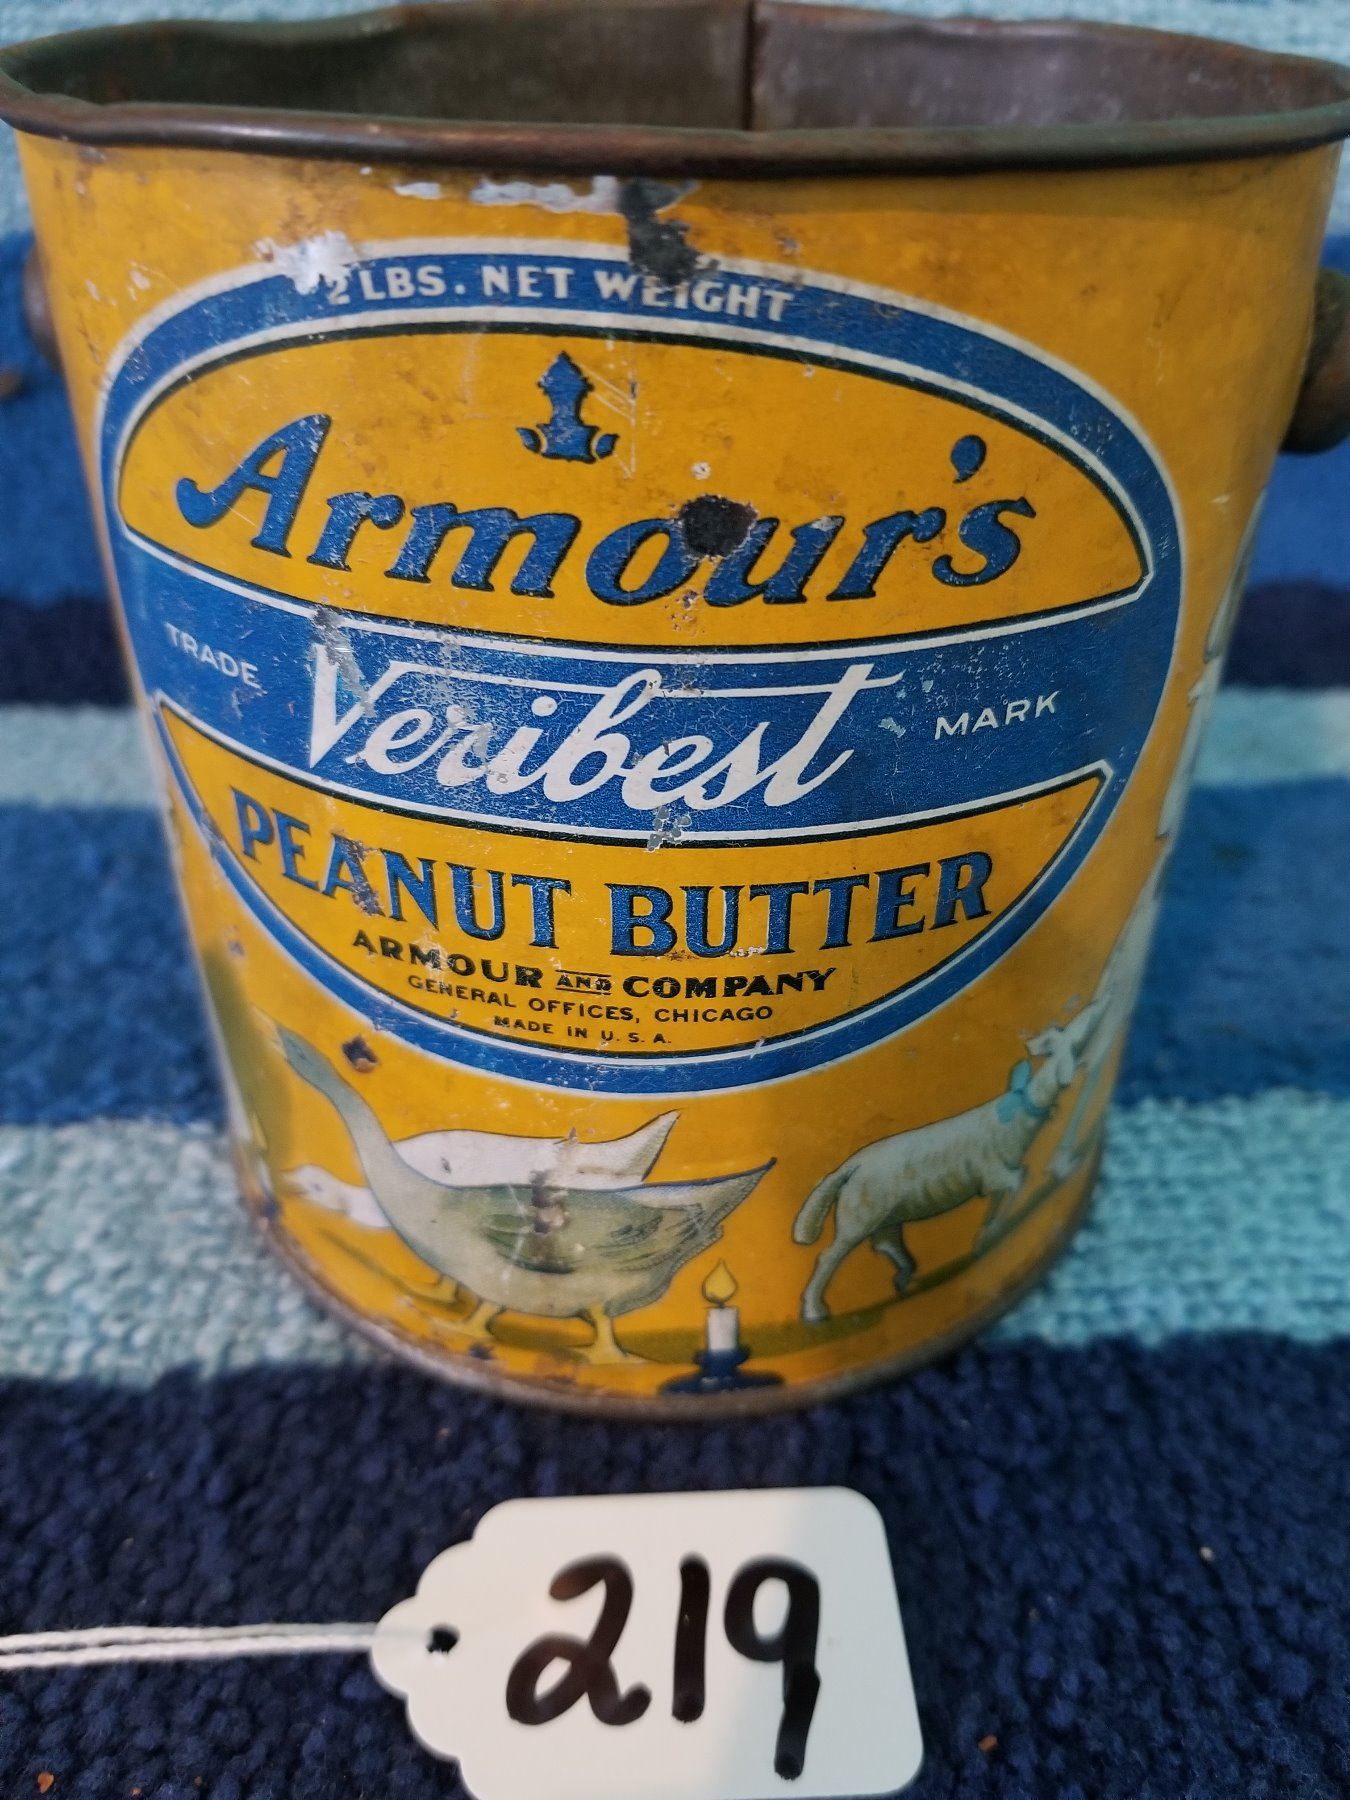 2 LBS. NET WEIGHT
Armour's
TRADE Veribest MARK
PEANUT BUTTER
ARMOUR AND COMPANY
GENERAL OFFICES, CHICAGO
MADE IN U.S.A.
219